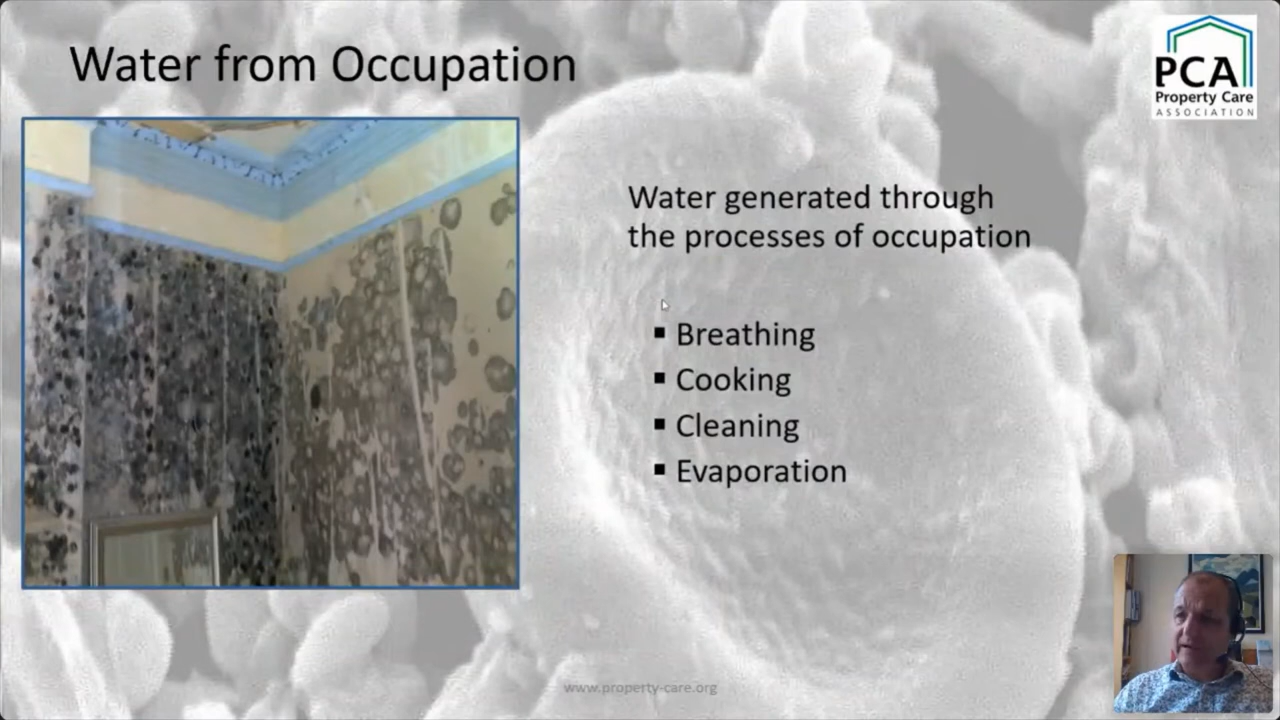 Water from Occupation
PCA
Property Care
ASSOCIATION
Water generated through
the processes of occupation
▪ Breathing
▪ Cooking
▪ Cleaning
▪ Evaporation
www.property-care.org